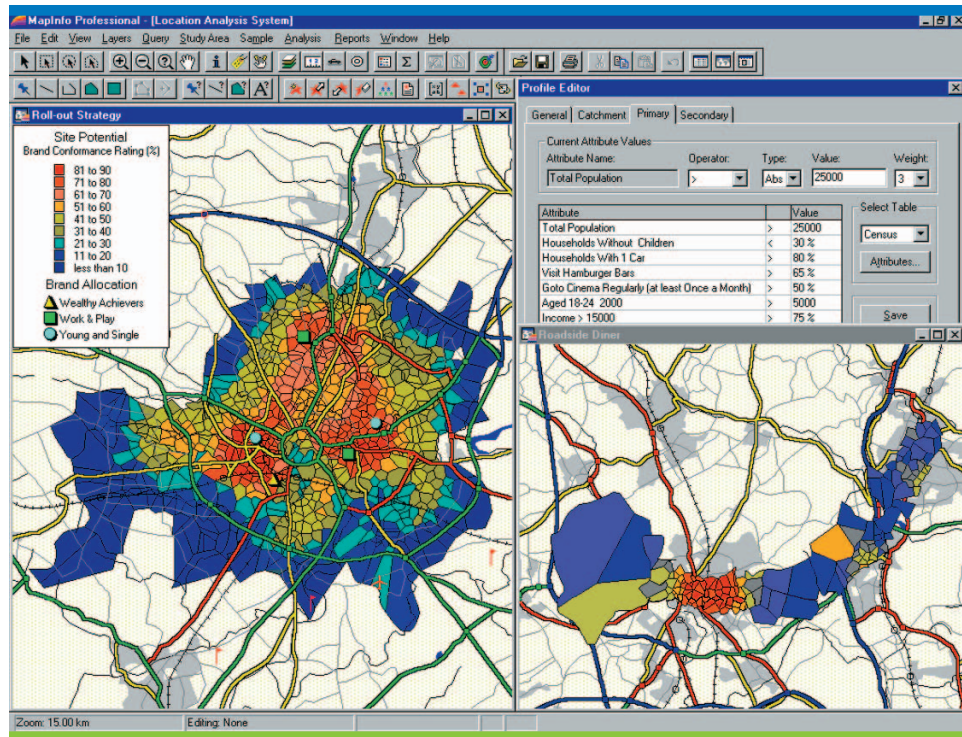 MapInfo Professional - [Location Analysis System]
File Edit View Layers Query Study Area Sample Analysis Reports Window Help
Roll-out Strategy
Site Potential
Brand Conformance Rating (%)
81 to 90
71 to 80
61 to 70
51 to 60
41 to 50
31 to 40
21 to 30
11 to 20
less than 10
Brand Allocation
Wealthy Achievers
Work & Play
Young and Single
Profile Editor
General Catchment Primary Secondary
Current Attribute Values
Attribute Name: Operator: Type: Value: Weight:
Total Population > Abs 25000 3
Attribute Value
Total Population > 25000
Households Without Children < 30 %
Households With 1 Car > 80 %
Visit Hamburger Bars > 65 %
Goto Cinema Regularly (at least Once a Month) > 50 %
Aged 18-24 2000 > 5000
Income > 15000 > 75 %
Select Table
Census
Attributes...
Save
Roadside Diner
Zoom: 15.00 km Editing: None